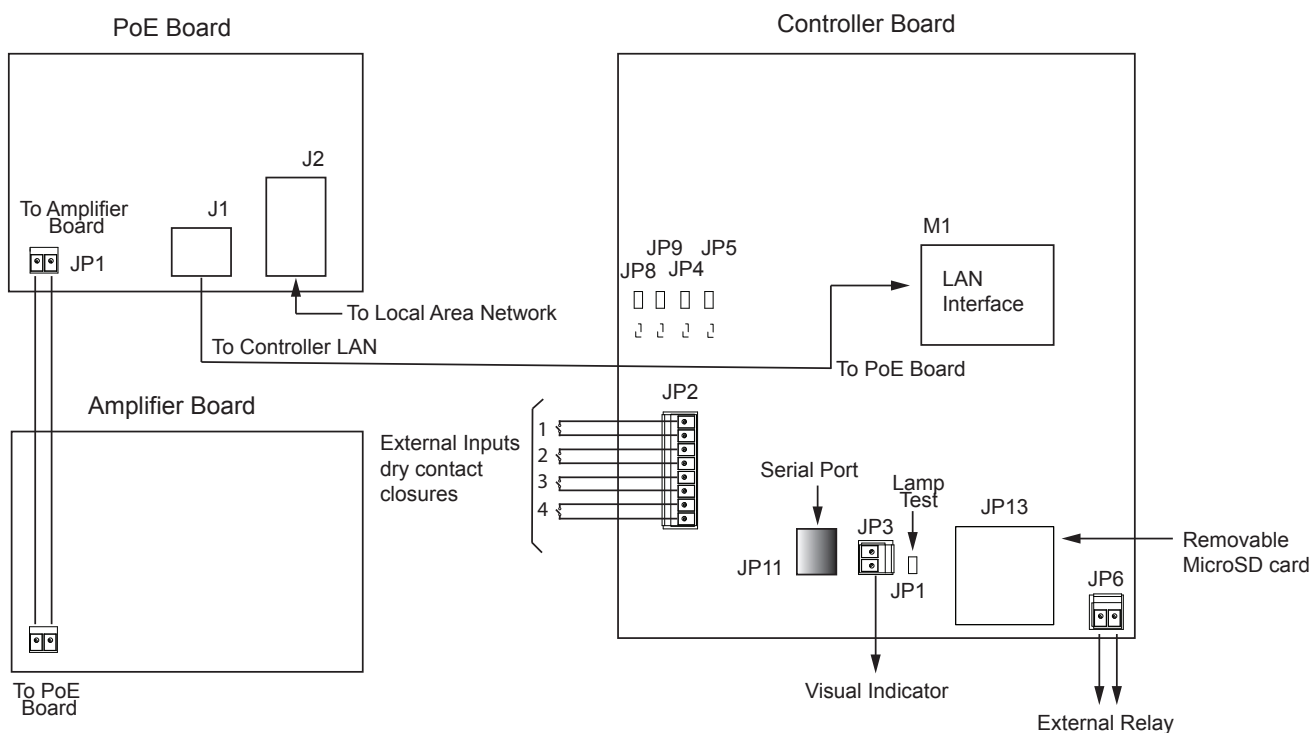 PoE Board
Controller Board
J2
To Amplifier
Board
J1
JP1
To Local Area Network
To Controller LAN
M1
LAN
Interface
JP9 JP5
JP8 JP4
To PoE Board
Amplifier Board
JP2
External Inputs
dry contact
closures
1
2
3
4
Serial Port
Lamp
Test
JP11
JP3
JP1
JP13
Removable
MicroSD card
JP6
To PoE
Board
Visual Indicator
External Relay